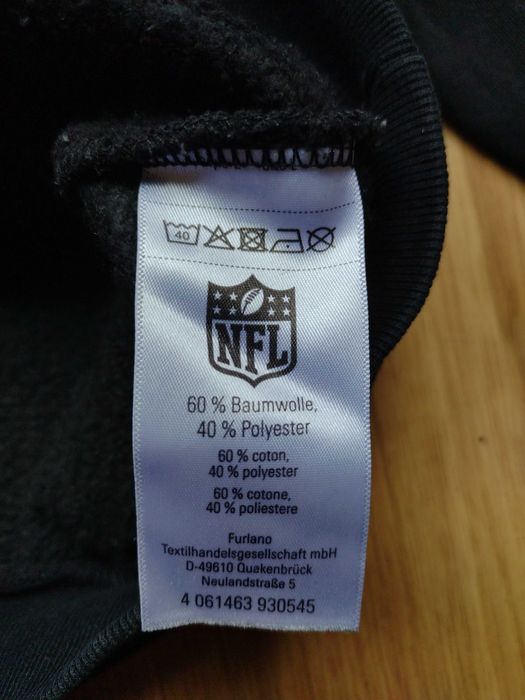 40
NFL
60 % Baumwolle,
40 % Polyester
60 % coton,
40 % polyester
60 % cotone,
40 % poliestere
Furlano
Textilhandelsgesellschaft mbH
D-49610 Quakenbrück
Neulandstraße 5
4 061463 930545